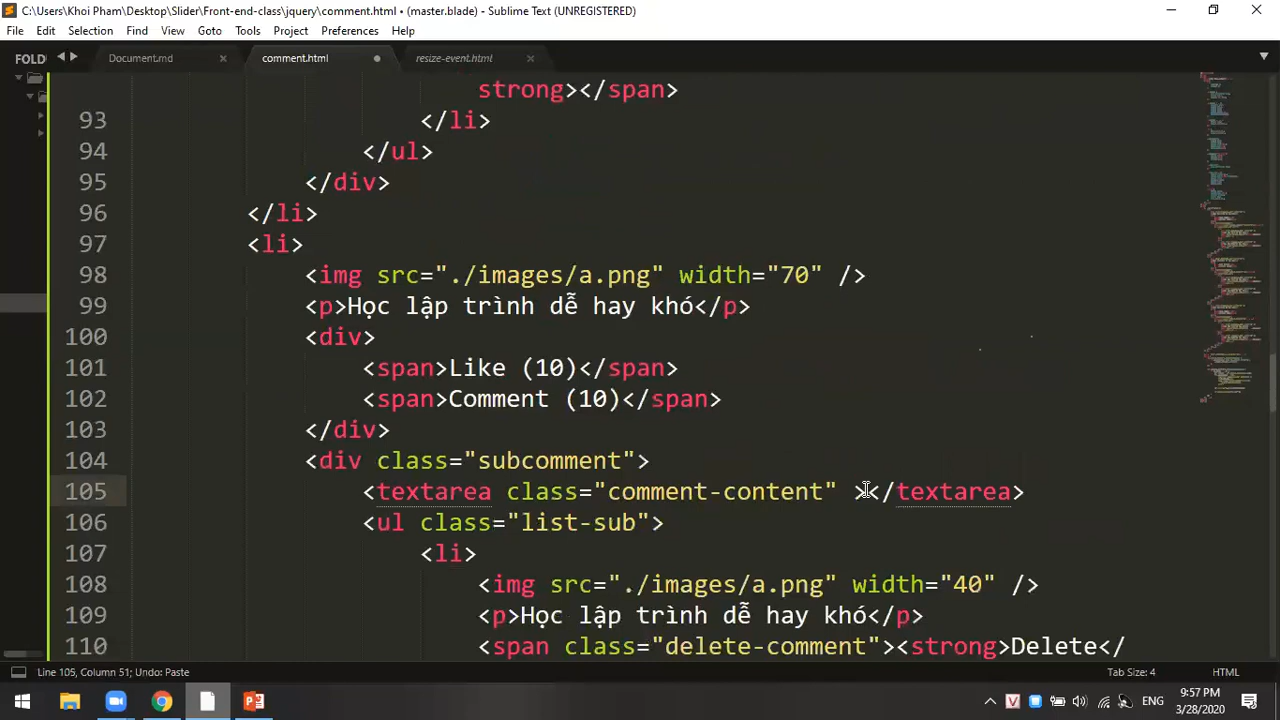 C:\Users\Khoi Pham\Desktop\Slider\Front-end-class\jquery\comment.html • (master.blade) - Sublime Text (UNREGISTERED)
File Edit Selection Find View Goto Tools Project Preferences Help
FOLD Document.md comment.html resize-event.html
strong></span>
93 </li>
94 </ul>
95 </div>
96 </li>
97 <li>
98 <img src="./images/a.png" width="70" />
99 <p>Học lập trình dễ hay khó</p>
100 <div>
101 <span>Like (10)</span>
102 <span>Comment (10)</span>
103 </div>
104 <div class="subcomment">
105 <textarea class="comment-content" ></textarea>
106 <ul class="list-sub">
107 <li>
108 <img src="./images/a.png" width="40" />
109 <p>Học lập trình dễ hay khó</p>
110 <span class="delete-comment"><strong>Delete</
Line 105, Column 51; Undo: Paste Tab Size: 4 HTML
ENG 9:57 PM
3/28/2020